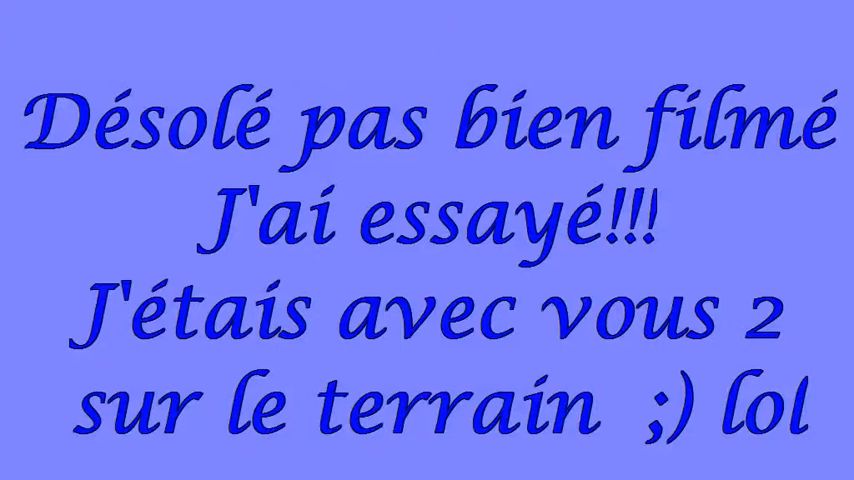 Désolé pas bien filmé
J'ai essayé!!!
J'étais avec vous 2
sur le terrain ;) lol